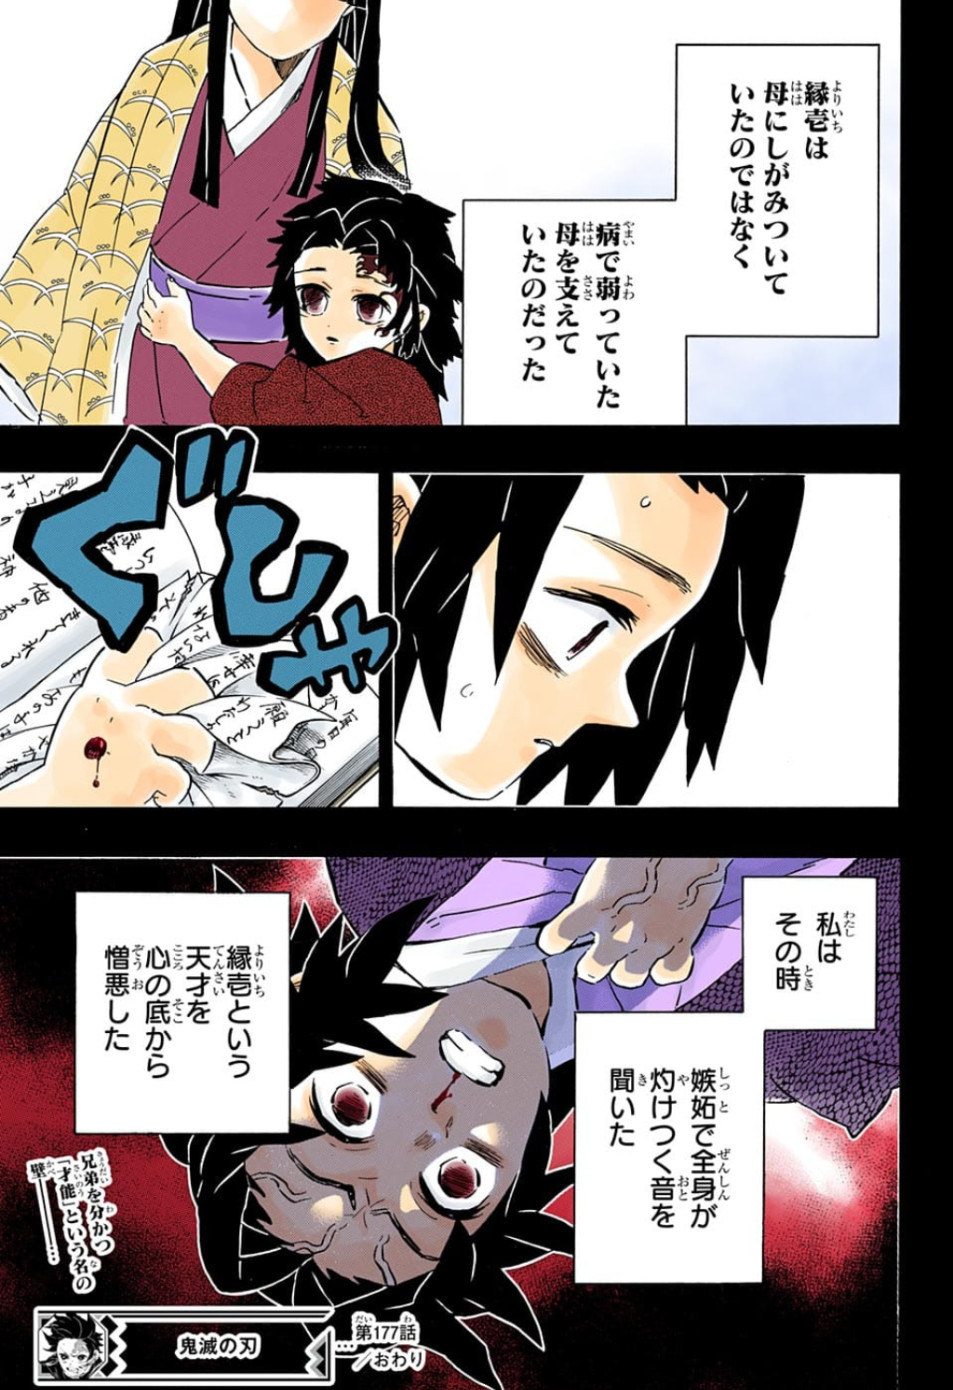 縁壱は
母にしがみついて
いたのではなく
病で弱っていた
母を支えて
いたのだった
ぐしゃ
私は
その時
嫉妬で全身が
灼けつく音を
聞いた
縁壱という
天才を
心の底から
憎悪した
兄弟を分かつ
「才能」という名の
壁………
鬼滅の刃
…第177話
／おわり